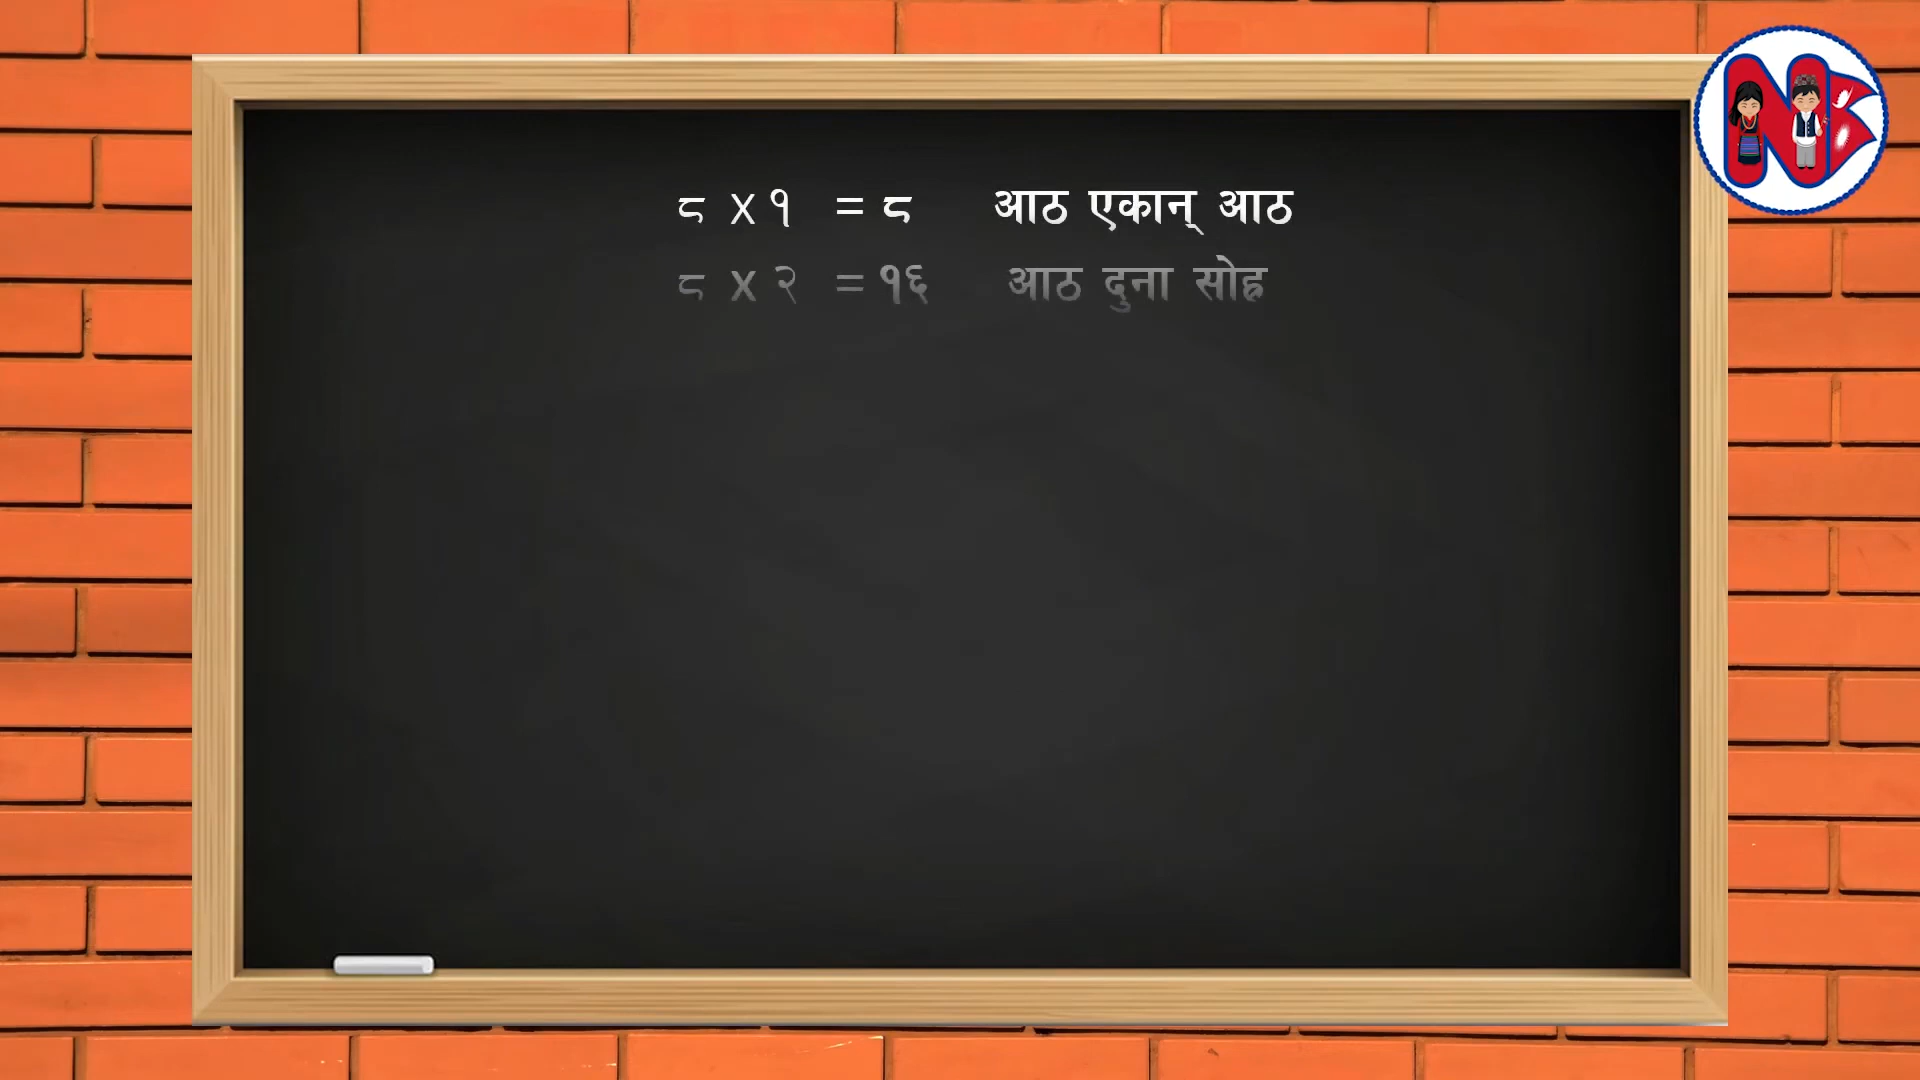 ८ x १ = ८ आठ एकान् आठ
८ x २ = १६ आठ दुना सोह्र